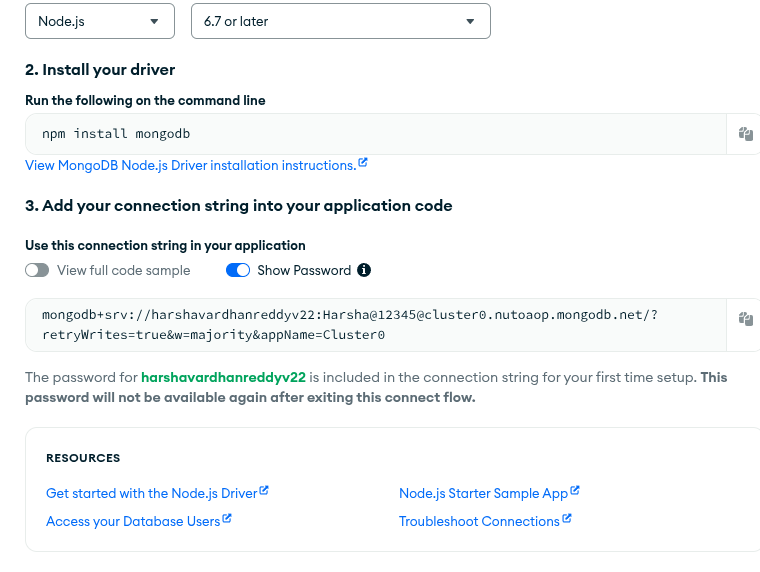 Node.js
6.7 or later
2. Install your driver
Run the following on the command line
npm install mongodb
View MongoDB Node.js Driver installation instructions.
3. Add your connection string into your application code
Use this connection string in your application
View full code sample
Show Password
mongodb+srv://harshavardhanreddyv22:Harsha@12345@cluster0.nutoaop.mongodb.net/?
retryWrites=true&w=majority&appName=Cluster0
The password for harshavardhanreddyv22 is included in the connection string for your first time setup. This
password will not be available again after exiting this connect flow.
RESOURCES
Get started with the Node.js Driver
Node.js Starter Sample App
Access your Database Users
Troubleshoot Connections